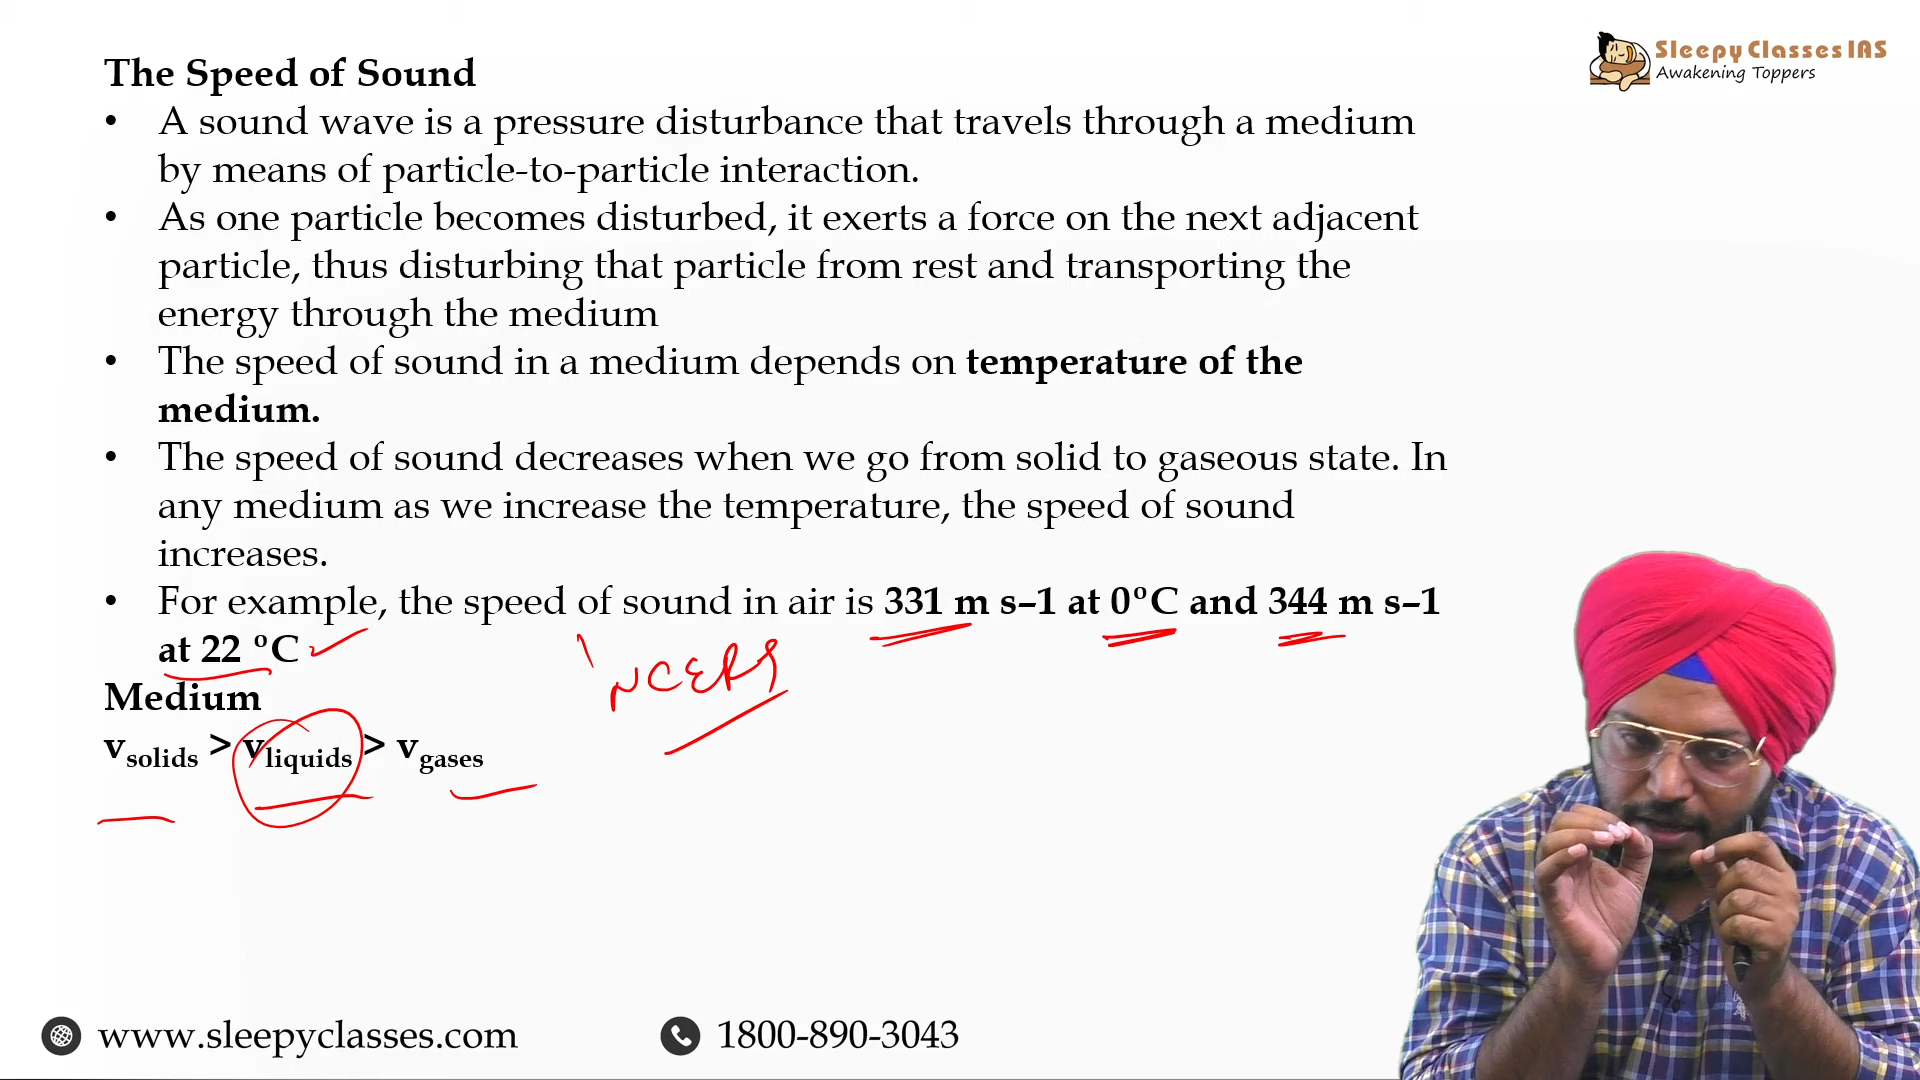 Sleepy Classes IAS
Awakening Toppers
The Speed of Sound
• A sound wave is a pressure disturbance that travels through a medium
by means of particle-to-particle interaction.
• As one particle becomes disturbed, it exerts a force on the next adjacent
particle, thus disturbing that particle from rest and transporting the
energy through the medium
• The speed of sound in a medium depends on temperature of the
medium.
• The speed of sound decreases when we go from solid to gaseous state. In
any medium as we increase the temperature, the speed of sound
increases.
• For example, the speed of sound in air is 331 m s–1 at 0ºC and 344 m s–1
at 22 ºC
NCERT
Medium
vsolids > vliquids > vgases
www.sleepyclasses.com
1800-890-3043